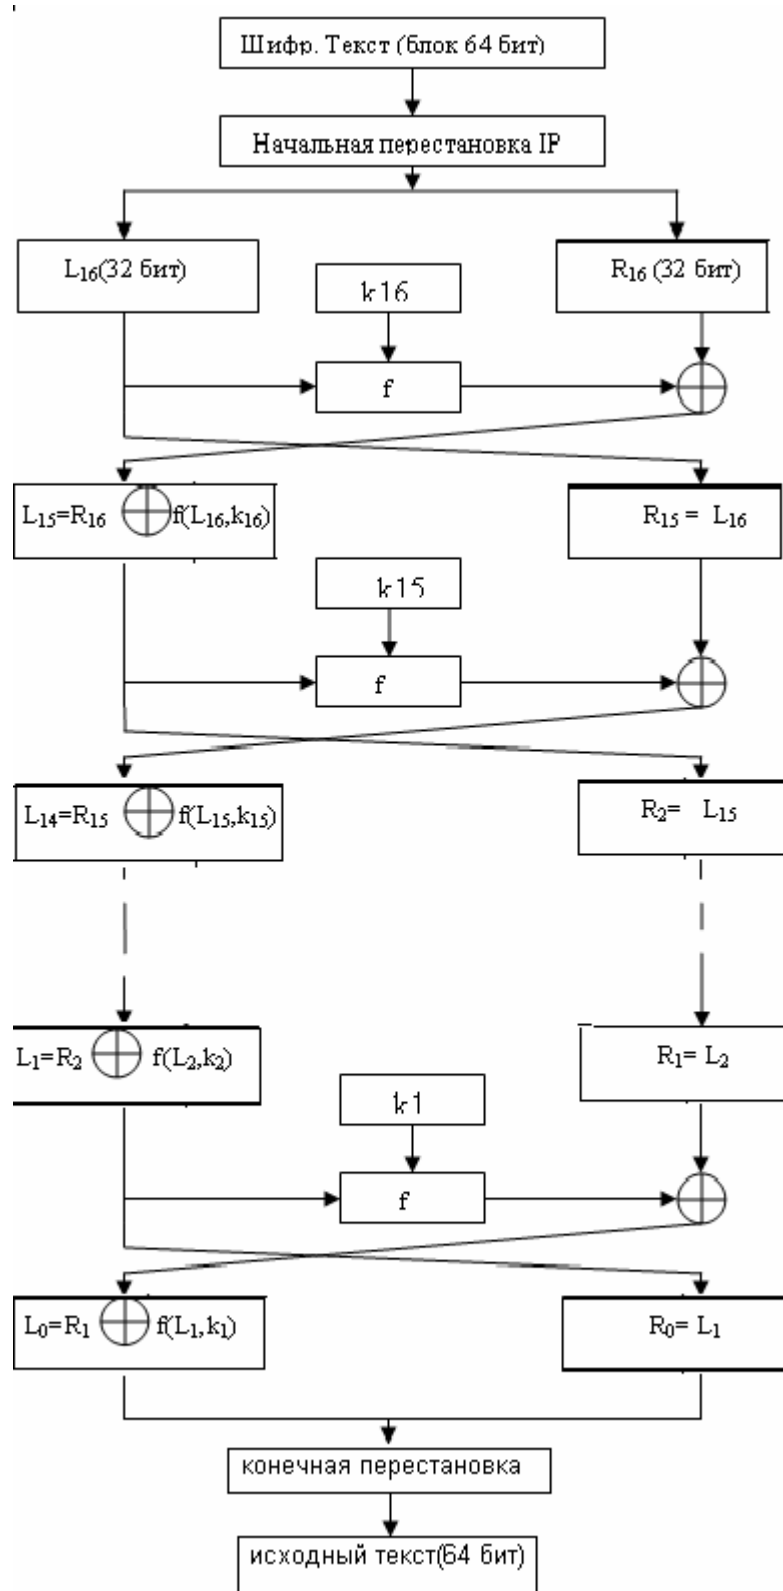 Шифр. Текст (блок 64 бит)
Начальная перестановка IP
L₁₆(32 бит)
R₁₆ (32 бит)
k16
f
L₁₅=R₁₆ ⊕ f(L₁₆,k₁₆)
R₁₅ = L₁₆
k15
f
L₁₄=R₁₅ ⊕ f(L₁₅,k₁₅)
R₂= L₁₅
L₁=R₂ ⊕ f(L₂,k₂)
R₁= L₂
k1
f
L₀=R₁ ⊕ f(L₁,k₁)
R₀= L₁
конечная перестановка
исходный текст(64 бит)